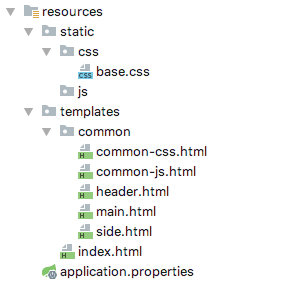 resources
static
css
CSS base.css
js
templates
common
H common-css.html
H common-js.html
H header.html
H main.html
H side.html
H index.html
application.properties